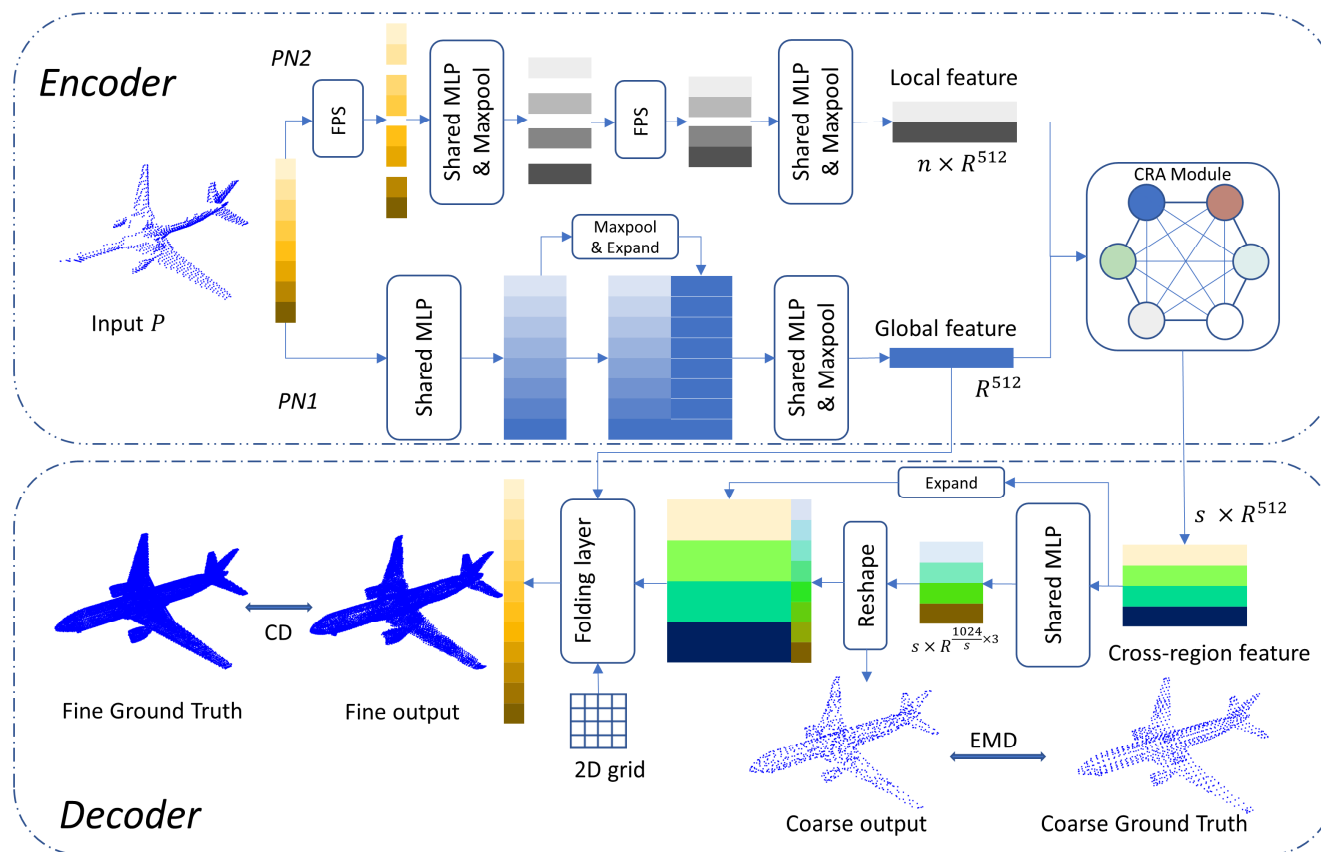 Encoder
PN2
FPS
Shared MLP
& Maxpool
FPS
Shared MLP
& Maxpool
Local feature
n × R^512
CRA Module
Input P
PN1
Shared MLP
Maxpool
& Expand
Shared MLP
& Maxpool
Global feature
R^512
Fine Ground Truth
CD
Fine output
Folding layer
2D grid
Expand
Reshape
s × R^(1024/s ×3)
Shared MLP
s × R^512
Cross-region feature
Coarse output
EMD
Coarse Ground Truth
Decoder